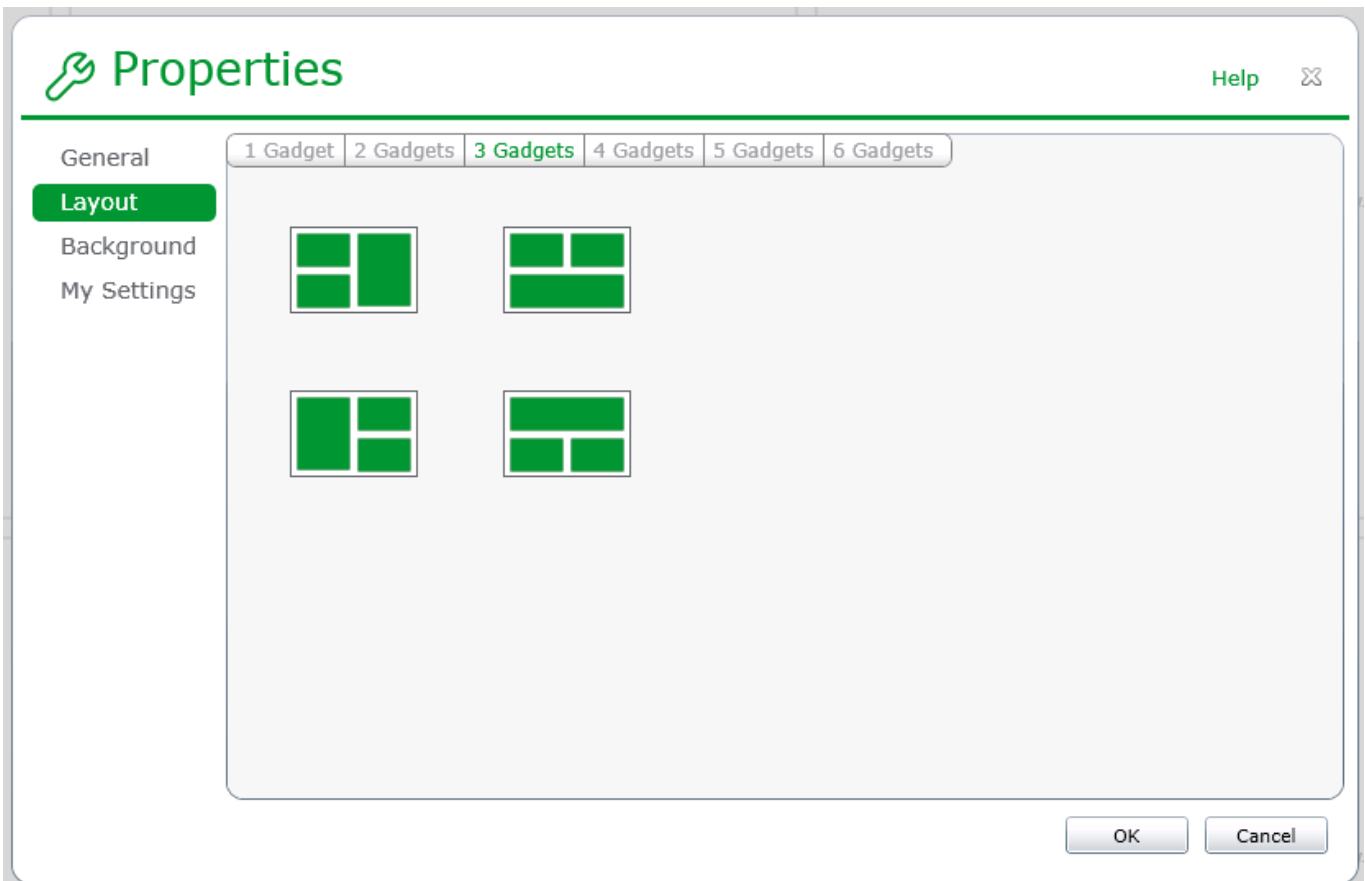 Properties
Help
General
Layout
Background
My Settings
1 Gadget 2 Gadgets 3 Gadgets 4 Gadgets 5 Gadgets 6 Gadgets
OK Cancel